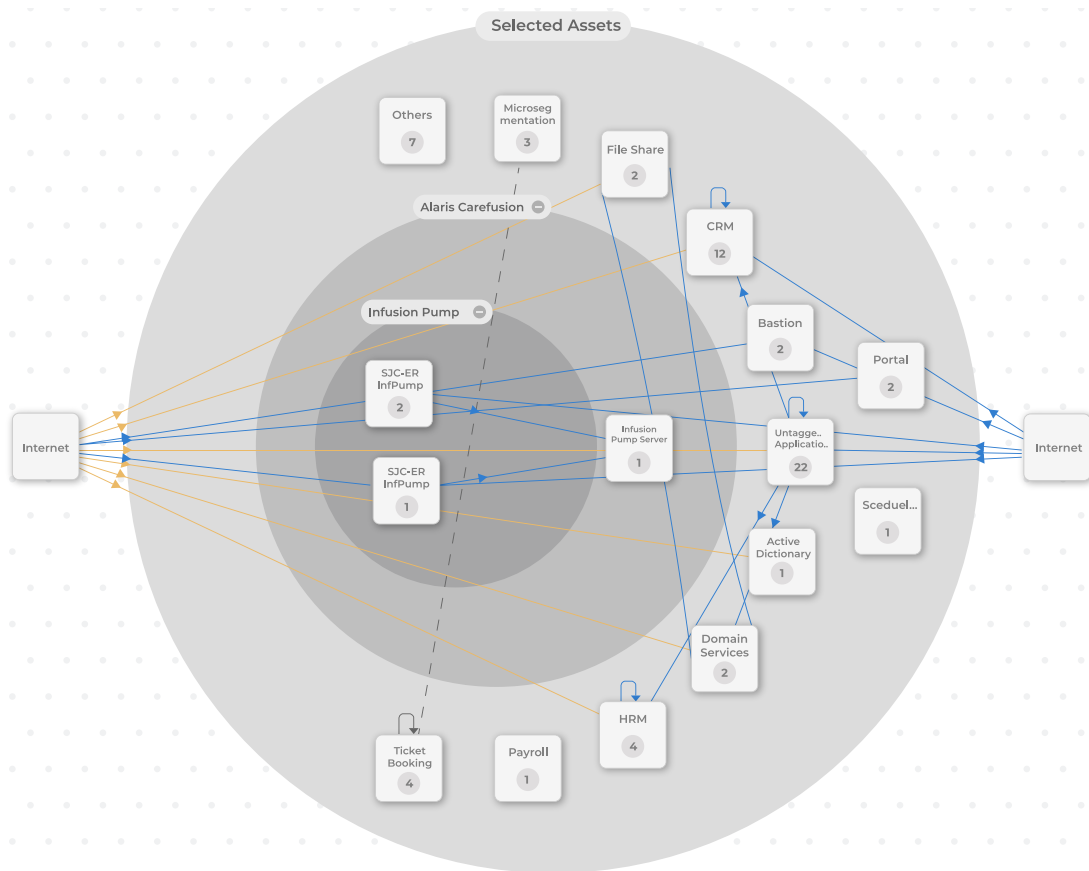 Selected Assets
Others
7
Microseg
mentation
3
File Share
2
Alaris Carefusion
CRM
12
Infusion Pump
Bastion
2
Portal
2
SJC-ER
InfPump
2
Internet
Infusion
Pump Server
1
Untagge..
Applicatio..
22
Internet
SJC-ER
InfPump
1
Sceduel...
1
Active
Dictionary
1
Domain
Services
2
HRM
4
Ticket
Booking
4
Payroll
1